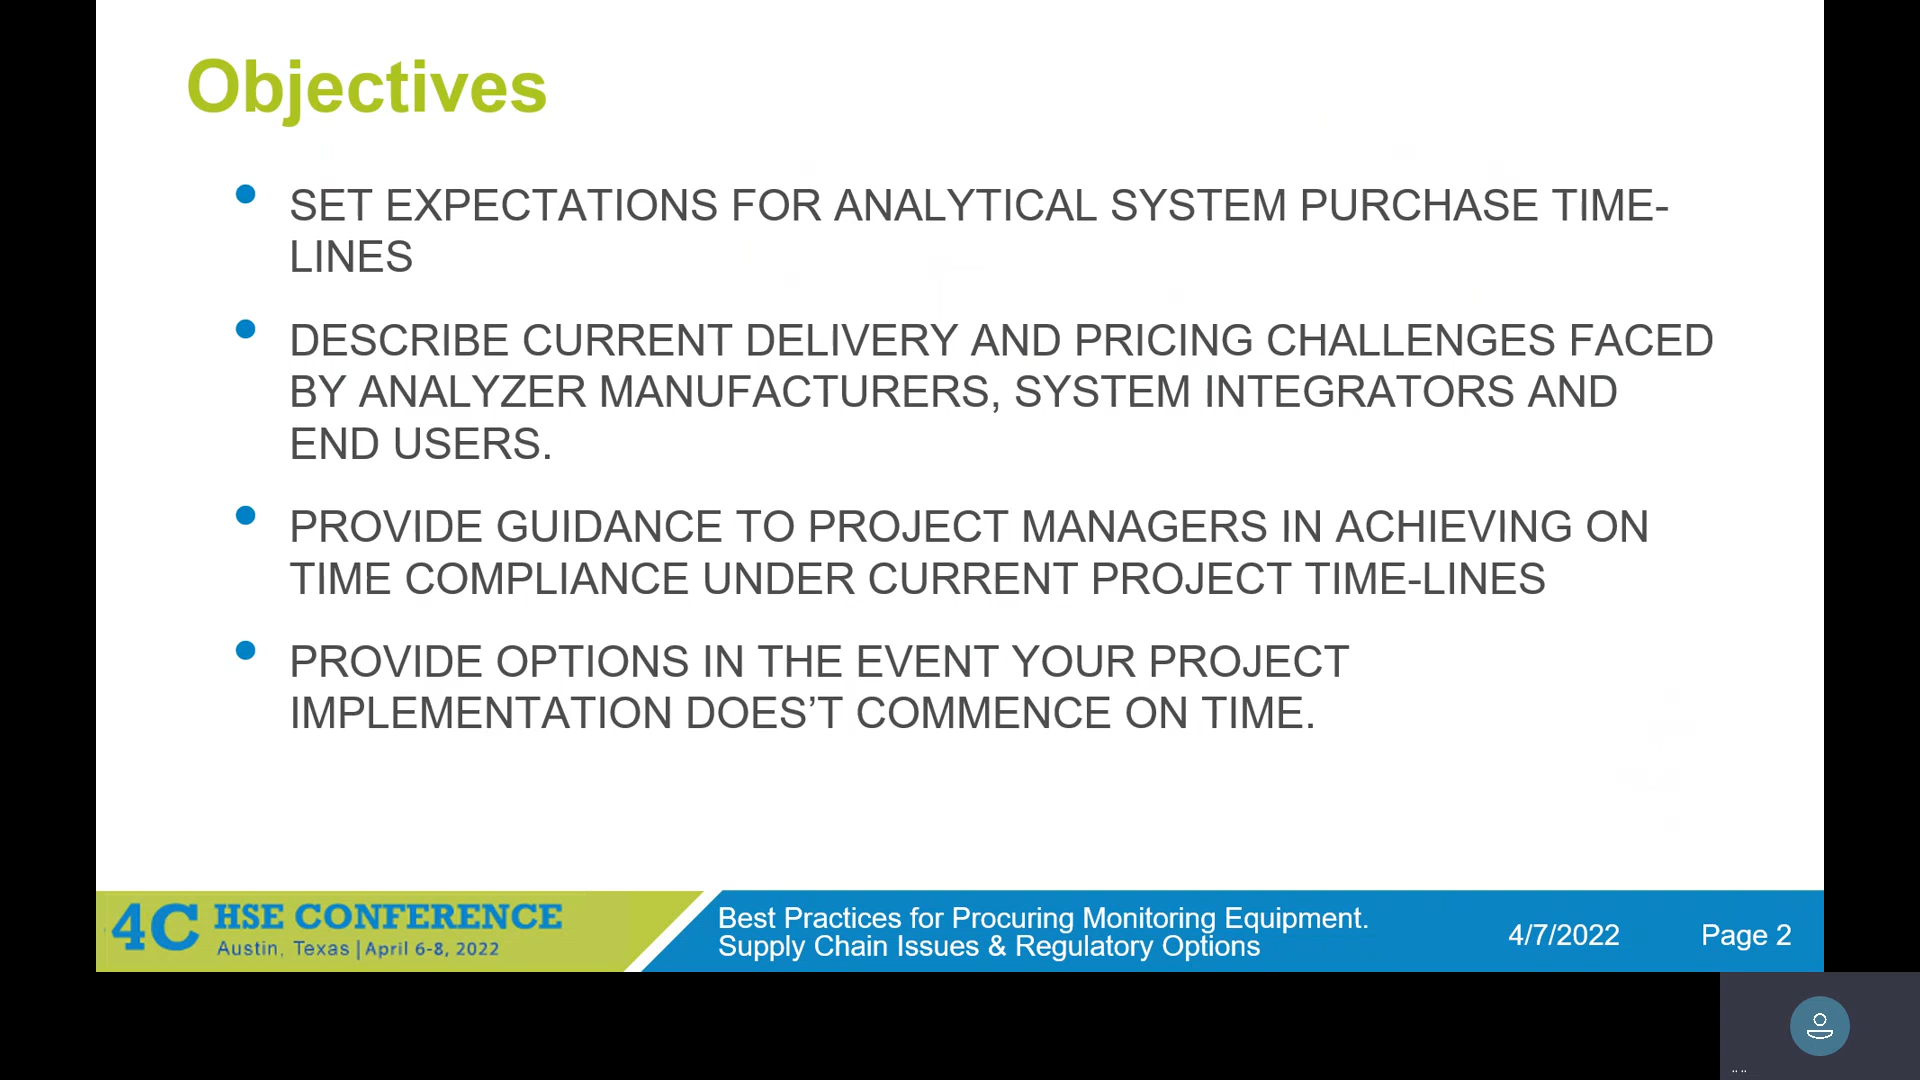 Objectives
SET EXPECTATIONS FOR ANALYTICAL SYSTEM PURCHASE TIME-
LINES
DESCRIBE CURRENT DELIVERY AND PRICING CHALLENGES FACED
BY ANALYZER MANUFACTURERS, SYSTEM INTEGRATORS AND
END USERS.
PROVIDE GUIDANCE TO PROJECT MANAGERS IN ACHIEVING ON
TIME COMPLIANCE UNDER CURRENT PROJECT TIME-LINES
PROVIDE OPTIONS IN THE EVENT YOUR PROJECT
IMPLEMENTATION DOES’T COMMENCE ON TIME.
4C HSE CONFERENCE
Austin, Texas | April 6-8, 2022
Best Practices for Procuring Monitoring Equipment.
Supply Chain Issues & Regulatory Options
4/7/2022
Page 2